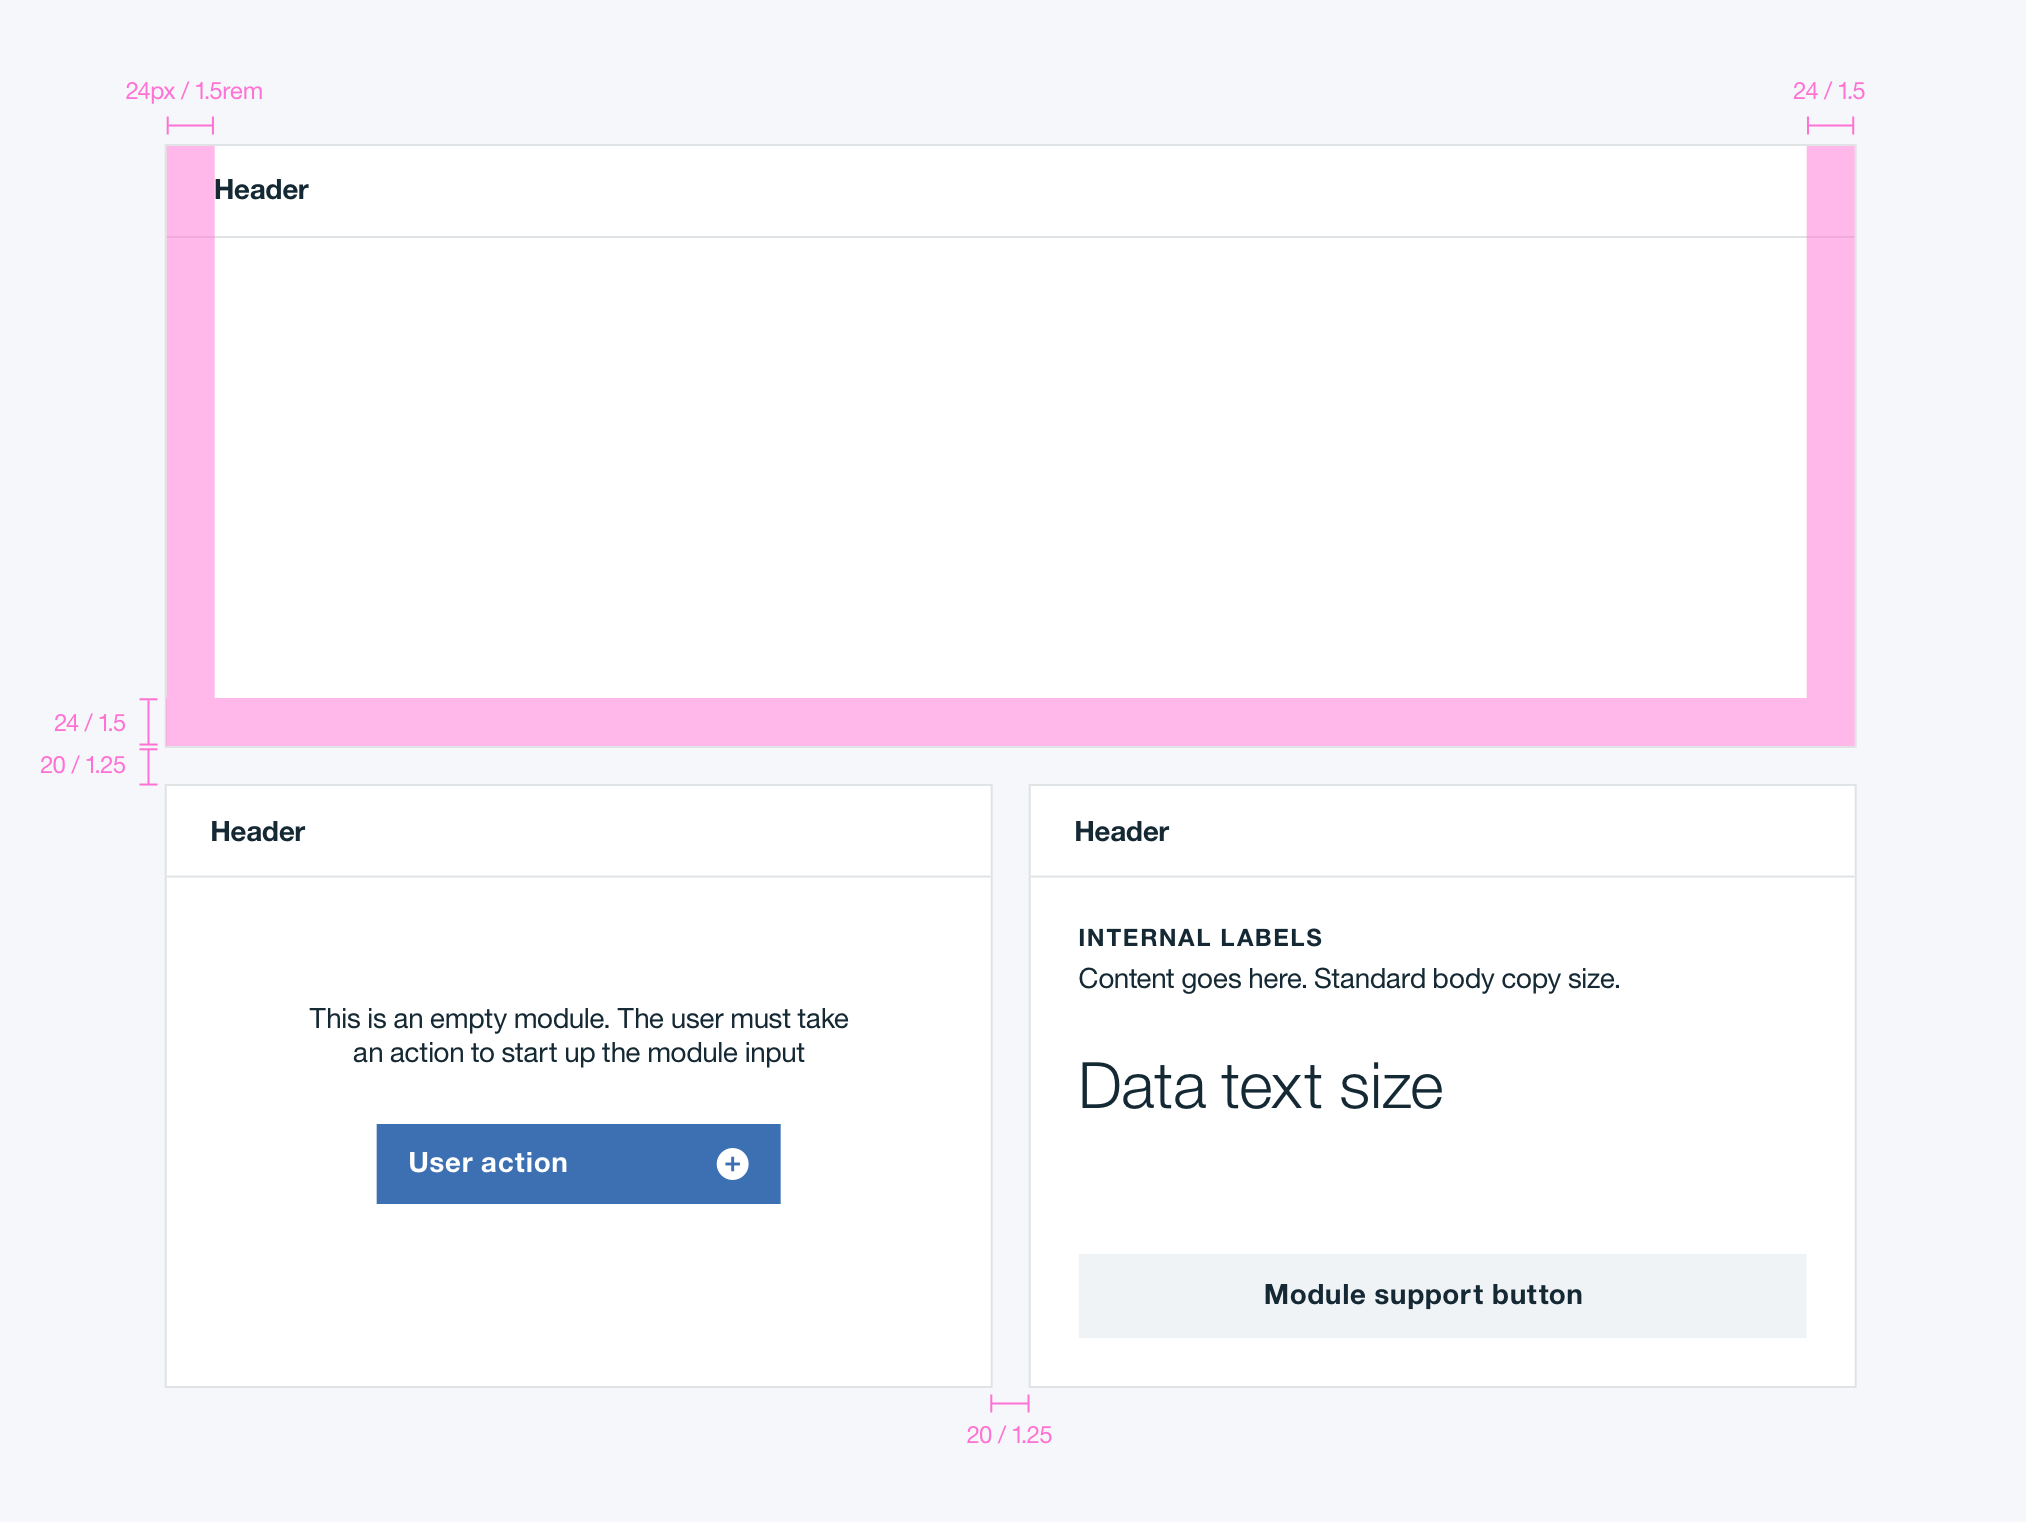 24px / 1.5rem
24 / 1.5
Header
24 / 1.5
20 / 1.25
Header
This is an empty module. The user must take
an action to start up the module input
User action
Header
INTERNAL LABELS
Content goes here. Standard body copy size.
Data text size
Module support button
20 / 1.25